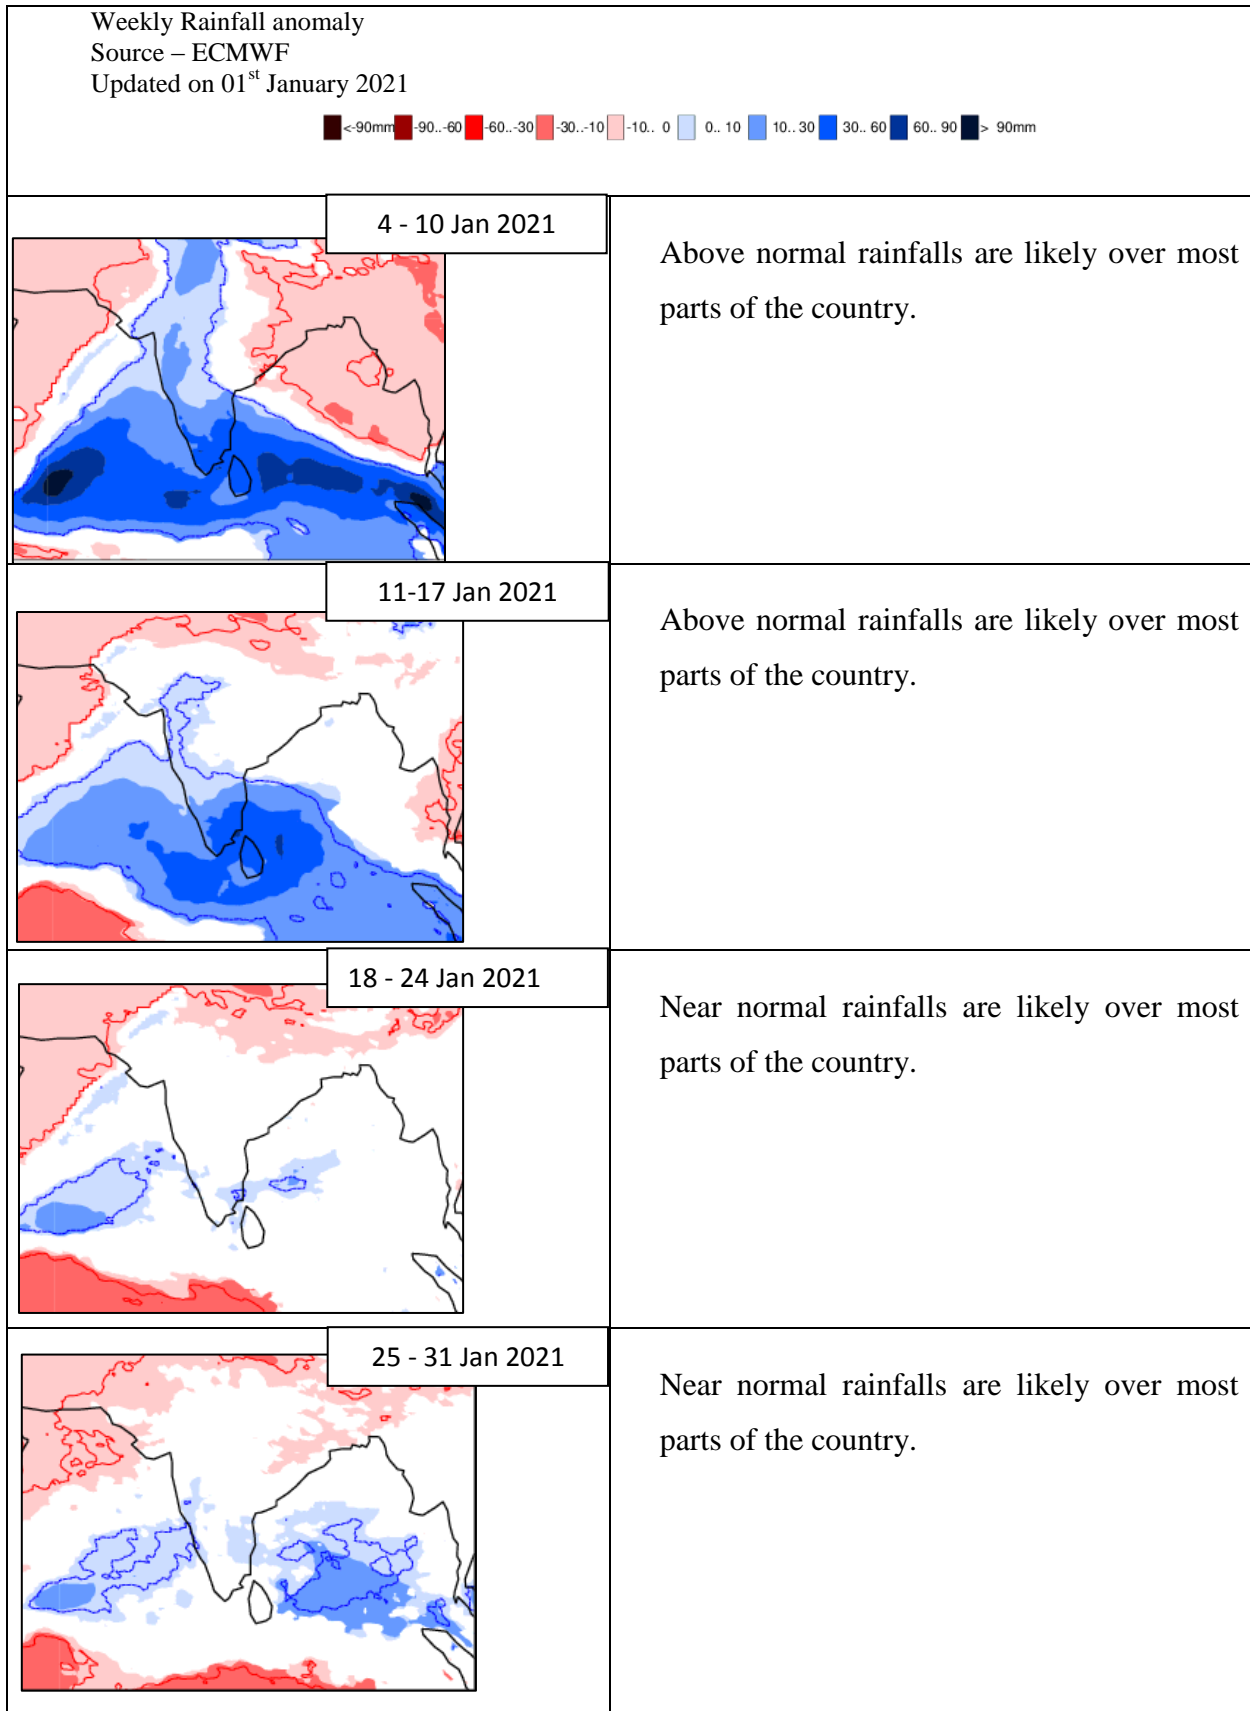 Weekly Rainfall anomaly
Source – ECMWF
Updated on 01st January 2021
<-90mm -90..-60 -60..-30 -30..-10 -10.. 0 0.. 10 10.. 30 30.. 60 60.. 90 > 90mm
4 - 10 Jan 2021
Above normal rainfalls are likely over most
parts of the country.
11-17 Jan 2021
Above normal rainfalls are likely over most
parts of the country.
18 - 24 Jan 2021
Near normal rainfalls are likely over most
parts of the country.
25 - 31 Jan 2021
Near normal rainfalls are likely over most
parts of the country.